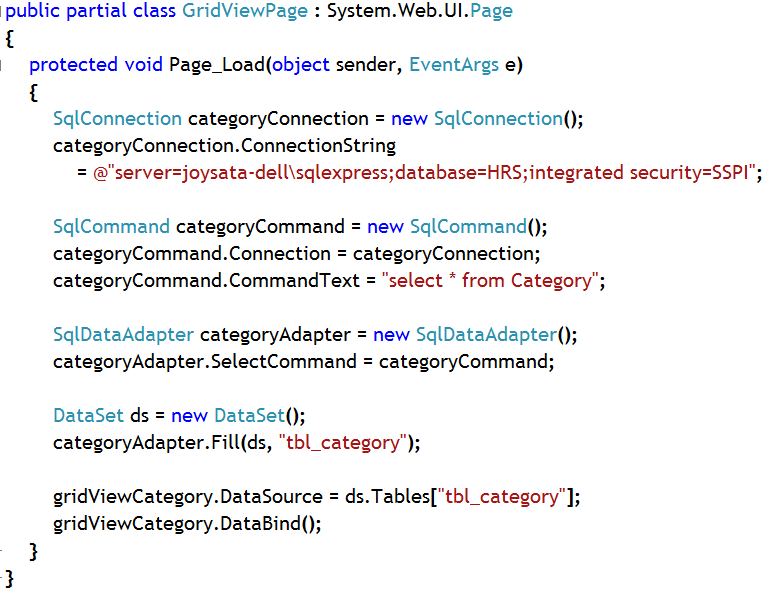 public partial class GridViewPage : System.Web.UI.Page
{
protected void Page_Load(object sender, EventArgs e)
{
SqlConnection categoryConnection = new SqlConnection();
categoryConnection.ConnectionString
= @"server=joysata-dell\sqlexpress;database=HRS;integrated security=SSPI";
SqlCommand categoryCommand = new SqlCommand();
categoryCommand.Connection = categoryConnection;
categoryCommand.CommandText = "select * from Category";
SqlDataAdapter categoryAdapter = new SqlDataAdapter();
categoryAdapter.SelectCommand = categoryCommand;
DataSet ds = new DataSet();
categoryAdapter.Fill(ds, "tbl_category");
gridViewCategory.DataSource = ds.Tables["tbl_category"];
gridViewCategory.DataBind();
}
}